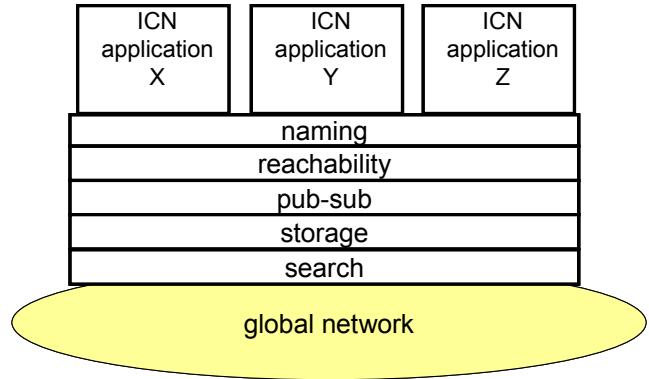 ICN
application
X
ICN
application
Y
ICN
application
Z
naming
reachability
pub-sub
storage
search
global network